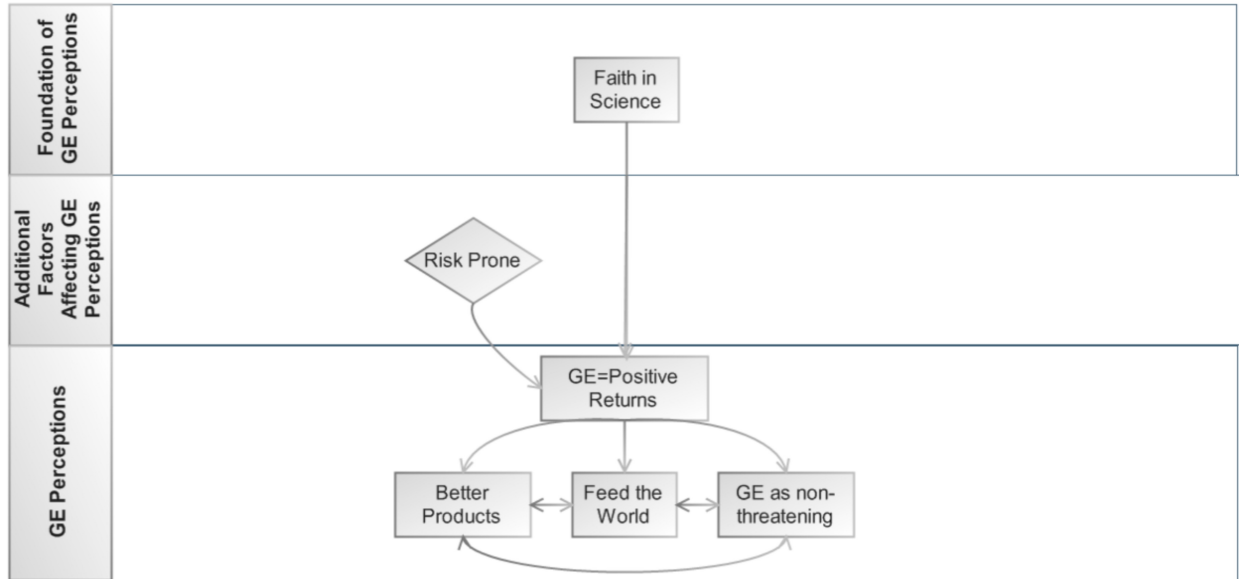 Foundation of
GE Perceptions
Faith in
Science
Additional
Factors
Affecting GE
Perceptions
Risk Prone
GE Perceptions
GE=Positive
Returns
Better
Products
Feed the
World
GE as non-
threatening